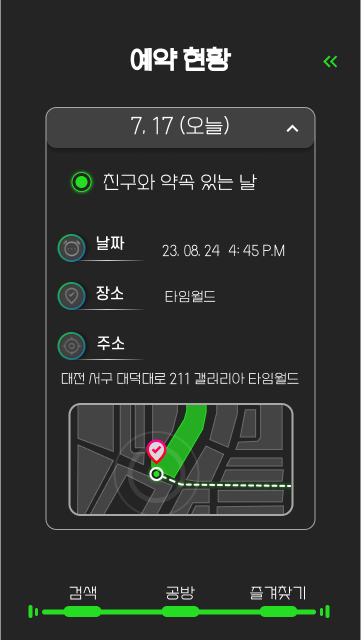 예약 현황
7. 17 (오늘)
친구와 약속 있는 날
날짜
23. 08. 24 4: 45 P.M
장소
타임월드
주소
대전 서구 대덕대로 211 갤러리아 타임월드
검색 공방 즐겨찾기